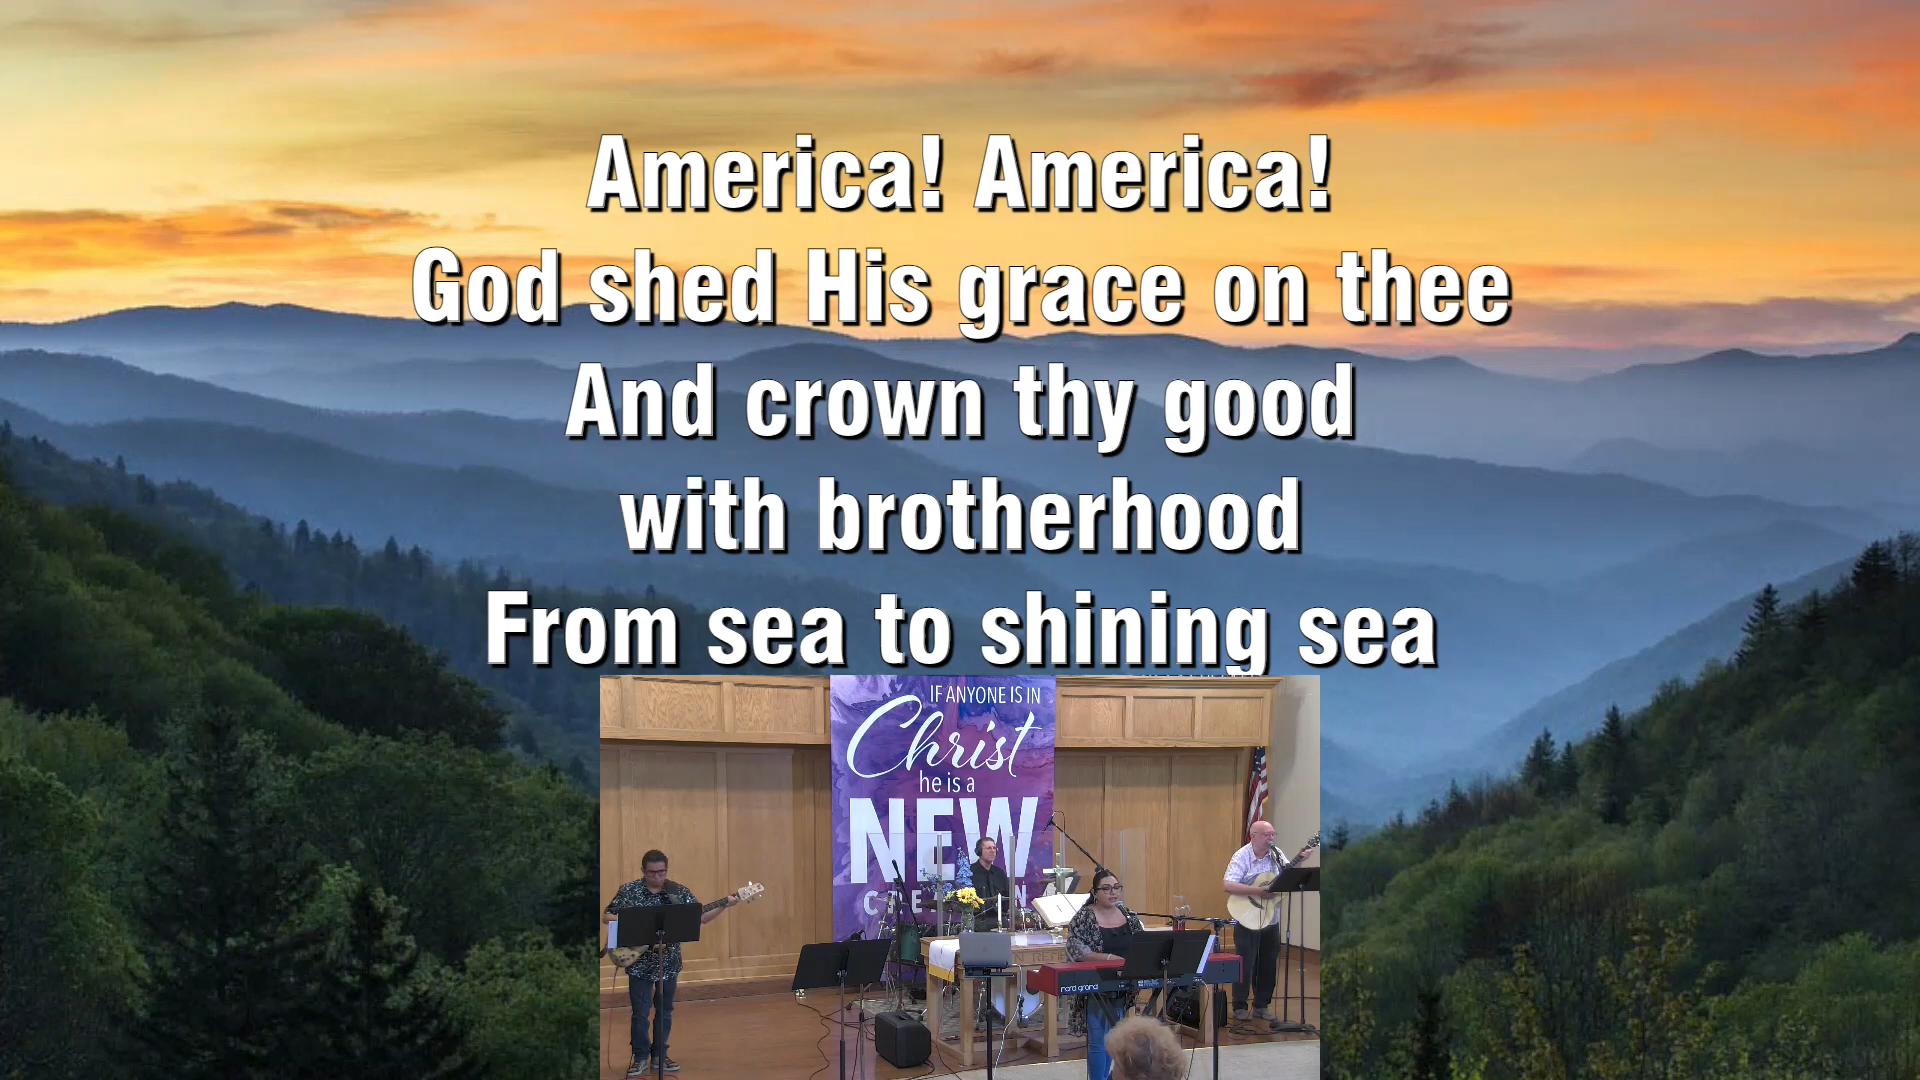 America! America!
God shed His grace on thee
And crown thy good
with brotherhood
From sea to shining sea
IF ANYONE IS IN
Christ
he is a
NEW
nord grand